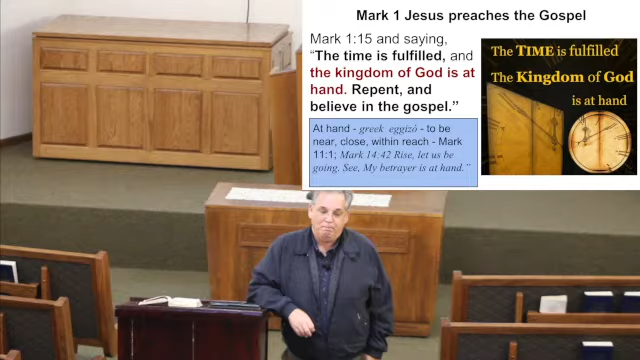 Mark 1 Jesus preaches the Gospel
Mark 1:15 and saying,
“The time is fulfilled, and
the kingdom of God is at
hand. Repent, and
believe in the gospel.”
At hand - greek eggizō - to be
near, close, within reach - Mark
11:1; Mark 14:42 Rise, let us be
going. See, My betrayer is at hand.”
The TIME is fulfilled
The Kingdom of God
is at hand